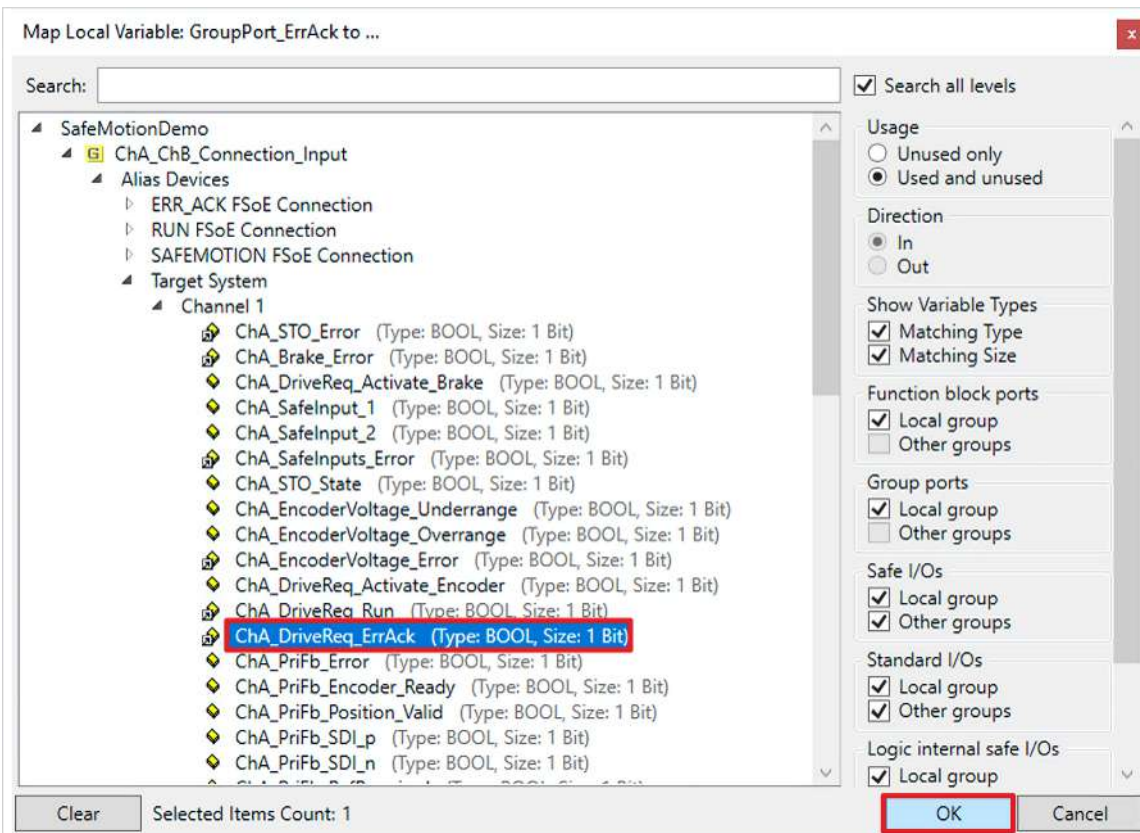 Map Local Variable: GroupPort_ErrAck to ...
x
Search:
Search all levels
SafeMotionDemo
G ChA_ChB_Connection_Input
Alias Devices
ERR_ACK FSoE Connection
RUN FSoE Connection
SAFEMOTION FSoE Connection
Target System
Channel 1
ChA_STO_Error (Type: BOOL, Size: 1 Bit)
ChA_Brake_Error (Type: BOOL, Size: 1 Bit)
ChA_DriveReq_Activate_Brake (Type: BOOL, Size: 1 Bit)
ChA_SafeInput_1 (Type: BOOL, Size: 1 Bit)
ChA_SafeInput_2 (Type: BOOL, Size: 1 Bit)
ChA_SafeInputs_Error (Type: BOOL, Size: 1 Bit)
ChA_STO_State (Type: BOOL, Size: 1 Bit)
ChA_EncoderVoltage_Underrange (Type: BOOL, Size: 1 Bit)
ChA_EncoderVoltage_Overrange (Type: BOOL, Size: 1 Bit)
ChA_EncoderVoltage_Error (Type: BOOL, Size: 1 Bit)
ChA_DriveReq_Activate_Encoder (Type: BOOL, Size: 1 Bit)
ChA_DriveReq_Run (Type: BOOL, Size: 1 Bit)
ChA_DriveReq_ErrAck (Type: BOOL, Size: 1 Bit)
ChA_PriFb_Error (Type: BOOL, Size: 1 Bit)
ChA_PriFb_Encoder_Ready (Type: BOOL, Size: 1 Bit)
ChA_PriFb_Position_Valid (Type: BOOL, Size: 1 Bit)
ChA_PriFb_SDI_p (Type: BOOL, Size: 1 Bit)
ChA_PriFb_SDI_n (Type: BOOL, Size: 1 Bit)
Usage
Unused only
Used and unused
Direction
In
Out
Show Variable Types
Matching Type
Matching Size
Function block ports
Local group
Other groups
Group ports
Local group
Other groups
Safe I/Os
Local group
Other groups
Standard I/Os
Local group
Other groups
Logic internal safe I/Os
Local group
Clear
Selected Items Count: 1
OK
Cancel